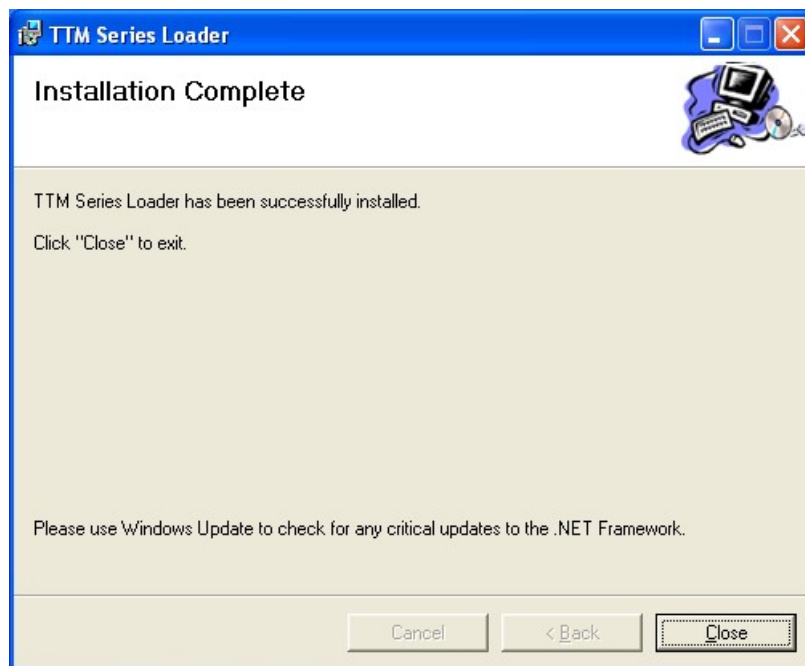 TTM Series Loader
Installation Complete
TTM Series Loader has been successfully installed.
Click "Close" to exit.
Please use Windows Update to check for any critical updates to the .NET Framework.
Cancel
< Back
Close